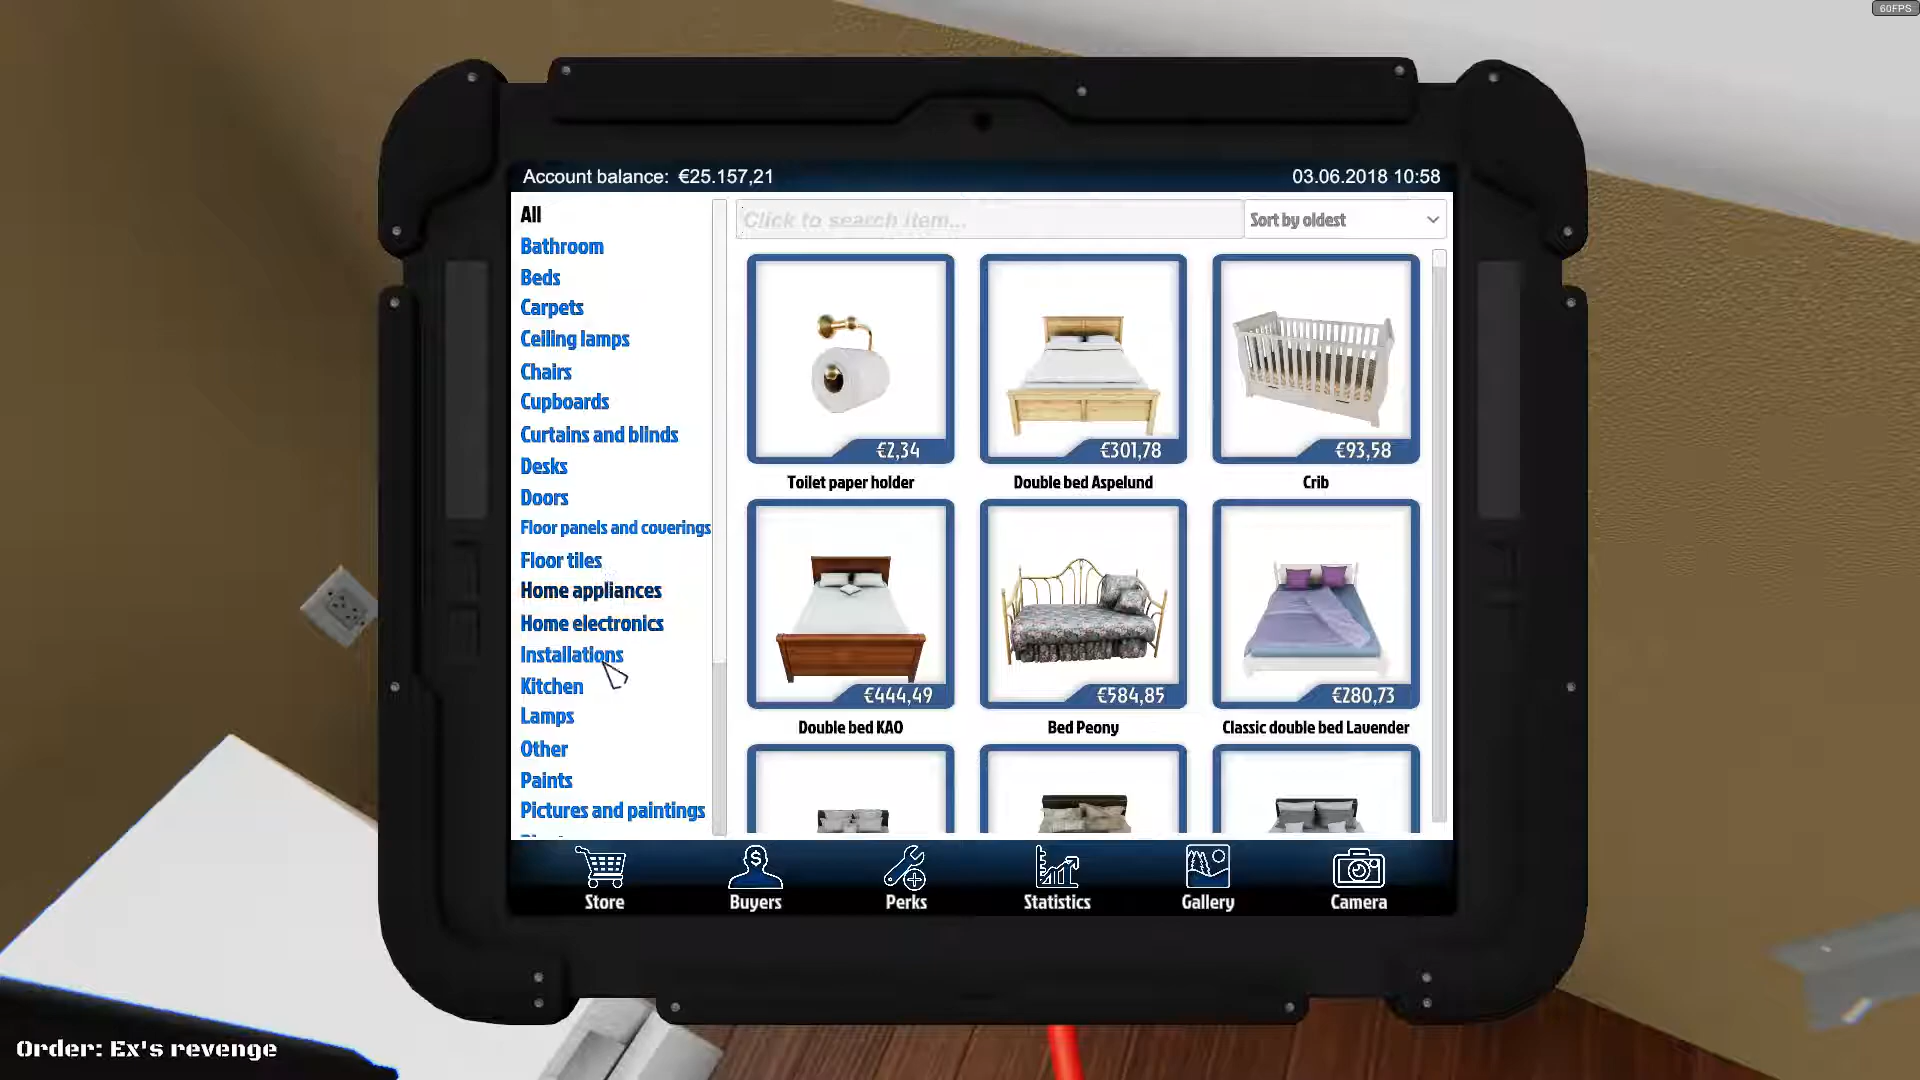 60FPS
Account balance: €25.157,21
03.06.2018 10:58
All
Bathroom
Beds
Carpets
Ceiling lamps
Chairs
Cupboards
Curtains and blinds
Desks
Doors
Floor panels and coverings
Floor tiles
Home appliances
Home electronics
Installations
Kitchen
Lamps
Other
Paints
Pictures and paintings
Click to search item...
Sort by oldest
€2,34
€301,78
€93,58
Toilet paper holder
Double bed Aspelund
Crib
€444,49
€584,85
€280,73
Double bed KAO
Bed Peony
Classic double bed Lavender
Store
Buyers
Perks
Statistics
Gallery
Camera
Order: Ex's revenge